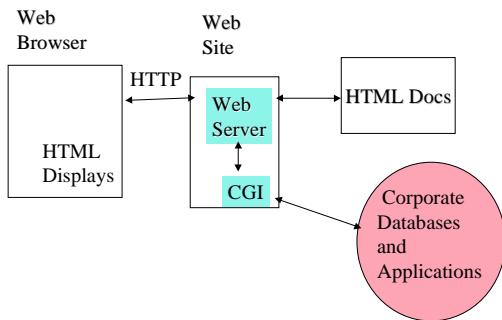 Web
Browser
Web
Site
HTTP
HTML
Displays
Web
Server
CGI
HTML Docs
Corporate
Databases
and
Applications